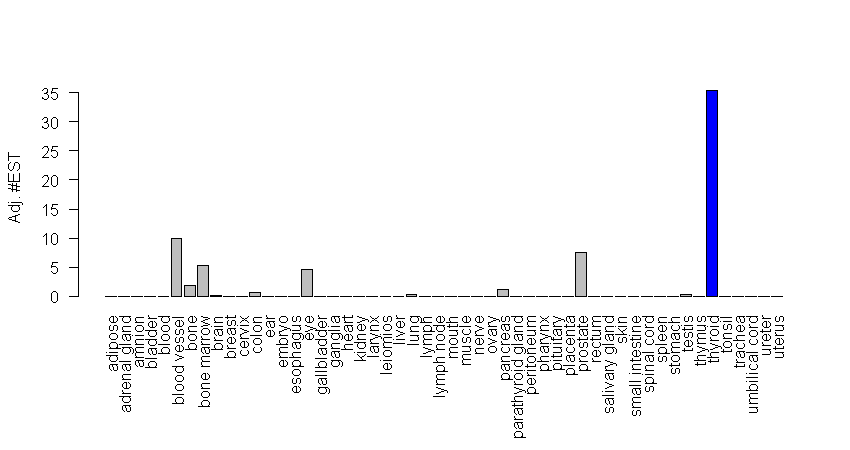 Adj. #EST
35
30
25
20
15
10
5
0
adipose
adrenal gland
amnion
bladder
blood
blood vessel
bone
bone marrow
brain
breast
cervix
colon
ear
embryo
esophagus
eye
gallbladder
ganglia
heart
kidney
larynx
leiomios
liver
lung
lymph
lymph node
mouth
muscle
nerve
ovary
pancreas
parathyroid gland
peritoneum
pharynx
pituitary
placenta
prostate
rectum
salivary gland
skin
small intestine
spinal cord
spleen
stomach
testis
thymus
thyroid
tonsil
trachea
umbilical cord
ureter
uterus